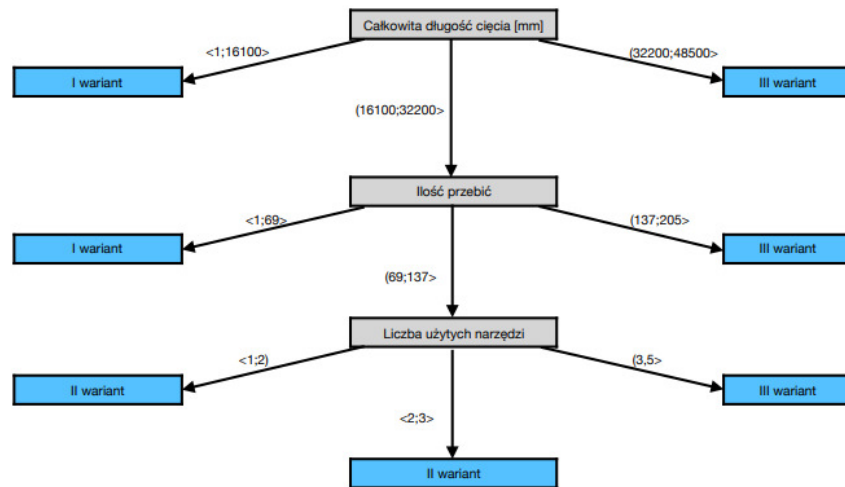 Całkowita długość cięcia [mm]
<1;16100>
(32200;48500>
I wariant
III wariant
(16100;32200>
Ilość przebić
<1;69>
(137;205>
I wariant
III wariant
(69;137>
Liczba użytych narzędzi
<1;2)
(3,5>
II wariant
III wariant
<2;3>
II wariant